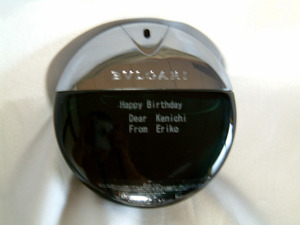 BVLGARI
Happy Birthday
Dear Kenichi
From Eriko